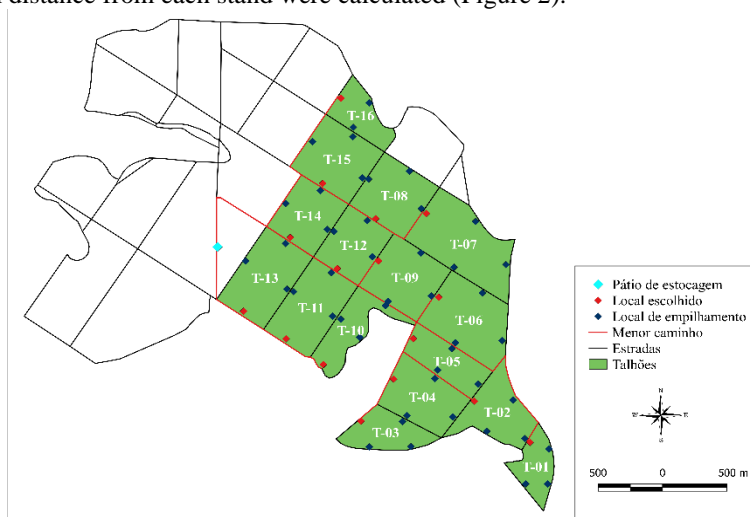 distance from each stand were calculated (Figure 2).
T-16
T-15
T-08
T-14
T-07
T-12
T-13
T-09
T-11
T-06
T-10
T-05
T-04
T-02
T-03
T-01
Pátio de estocagem
Local escolhido
Local de empilhamento
Menor caminho
Estradas
Talhões
N
W E
S
500 0 500 m